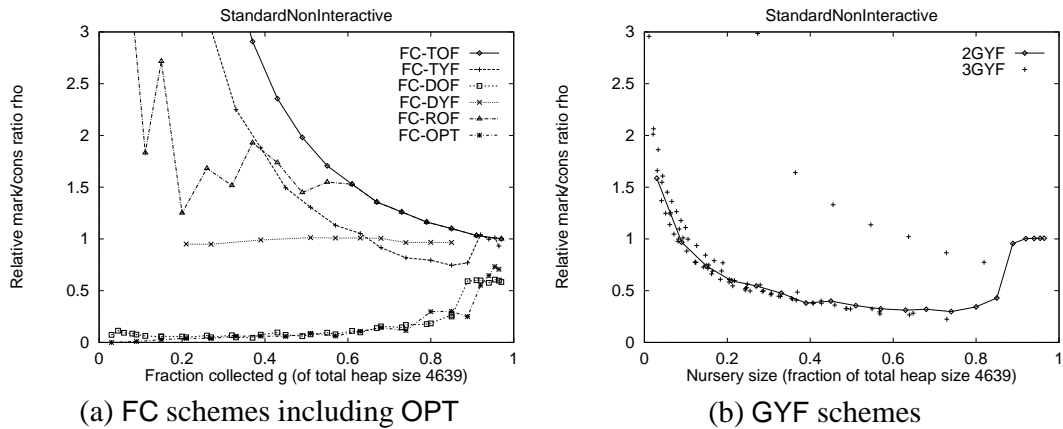 StandardNonInteractive
Relative mark/cons ratio rho
3
2.5
2
1.5
1
0.5
0
0
0.2
0.4
0.6
0.8
1
FC-TOF
FC-TYF
FC-DOF
FC-DYF
FC-ROF
FC-OPT
Fraction collected g (of total heap size 4639)
(a) FC schemes including OPT
StandardNonInteractive
Relative mark/cons ratio rho
3
2.5
2
1.5
1
0.5
0
0
0.2
0.4
0.6
0.8
1
2GYF
3GYF
Nursery size (fraction of total heap size 4639)
(b) GYF schemes